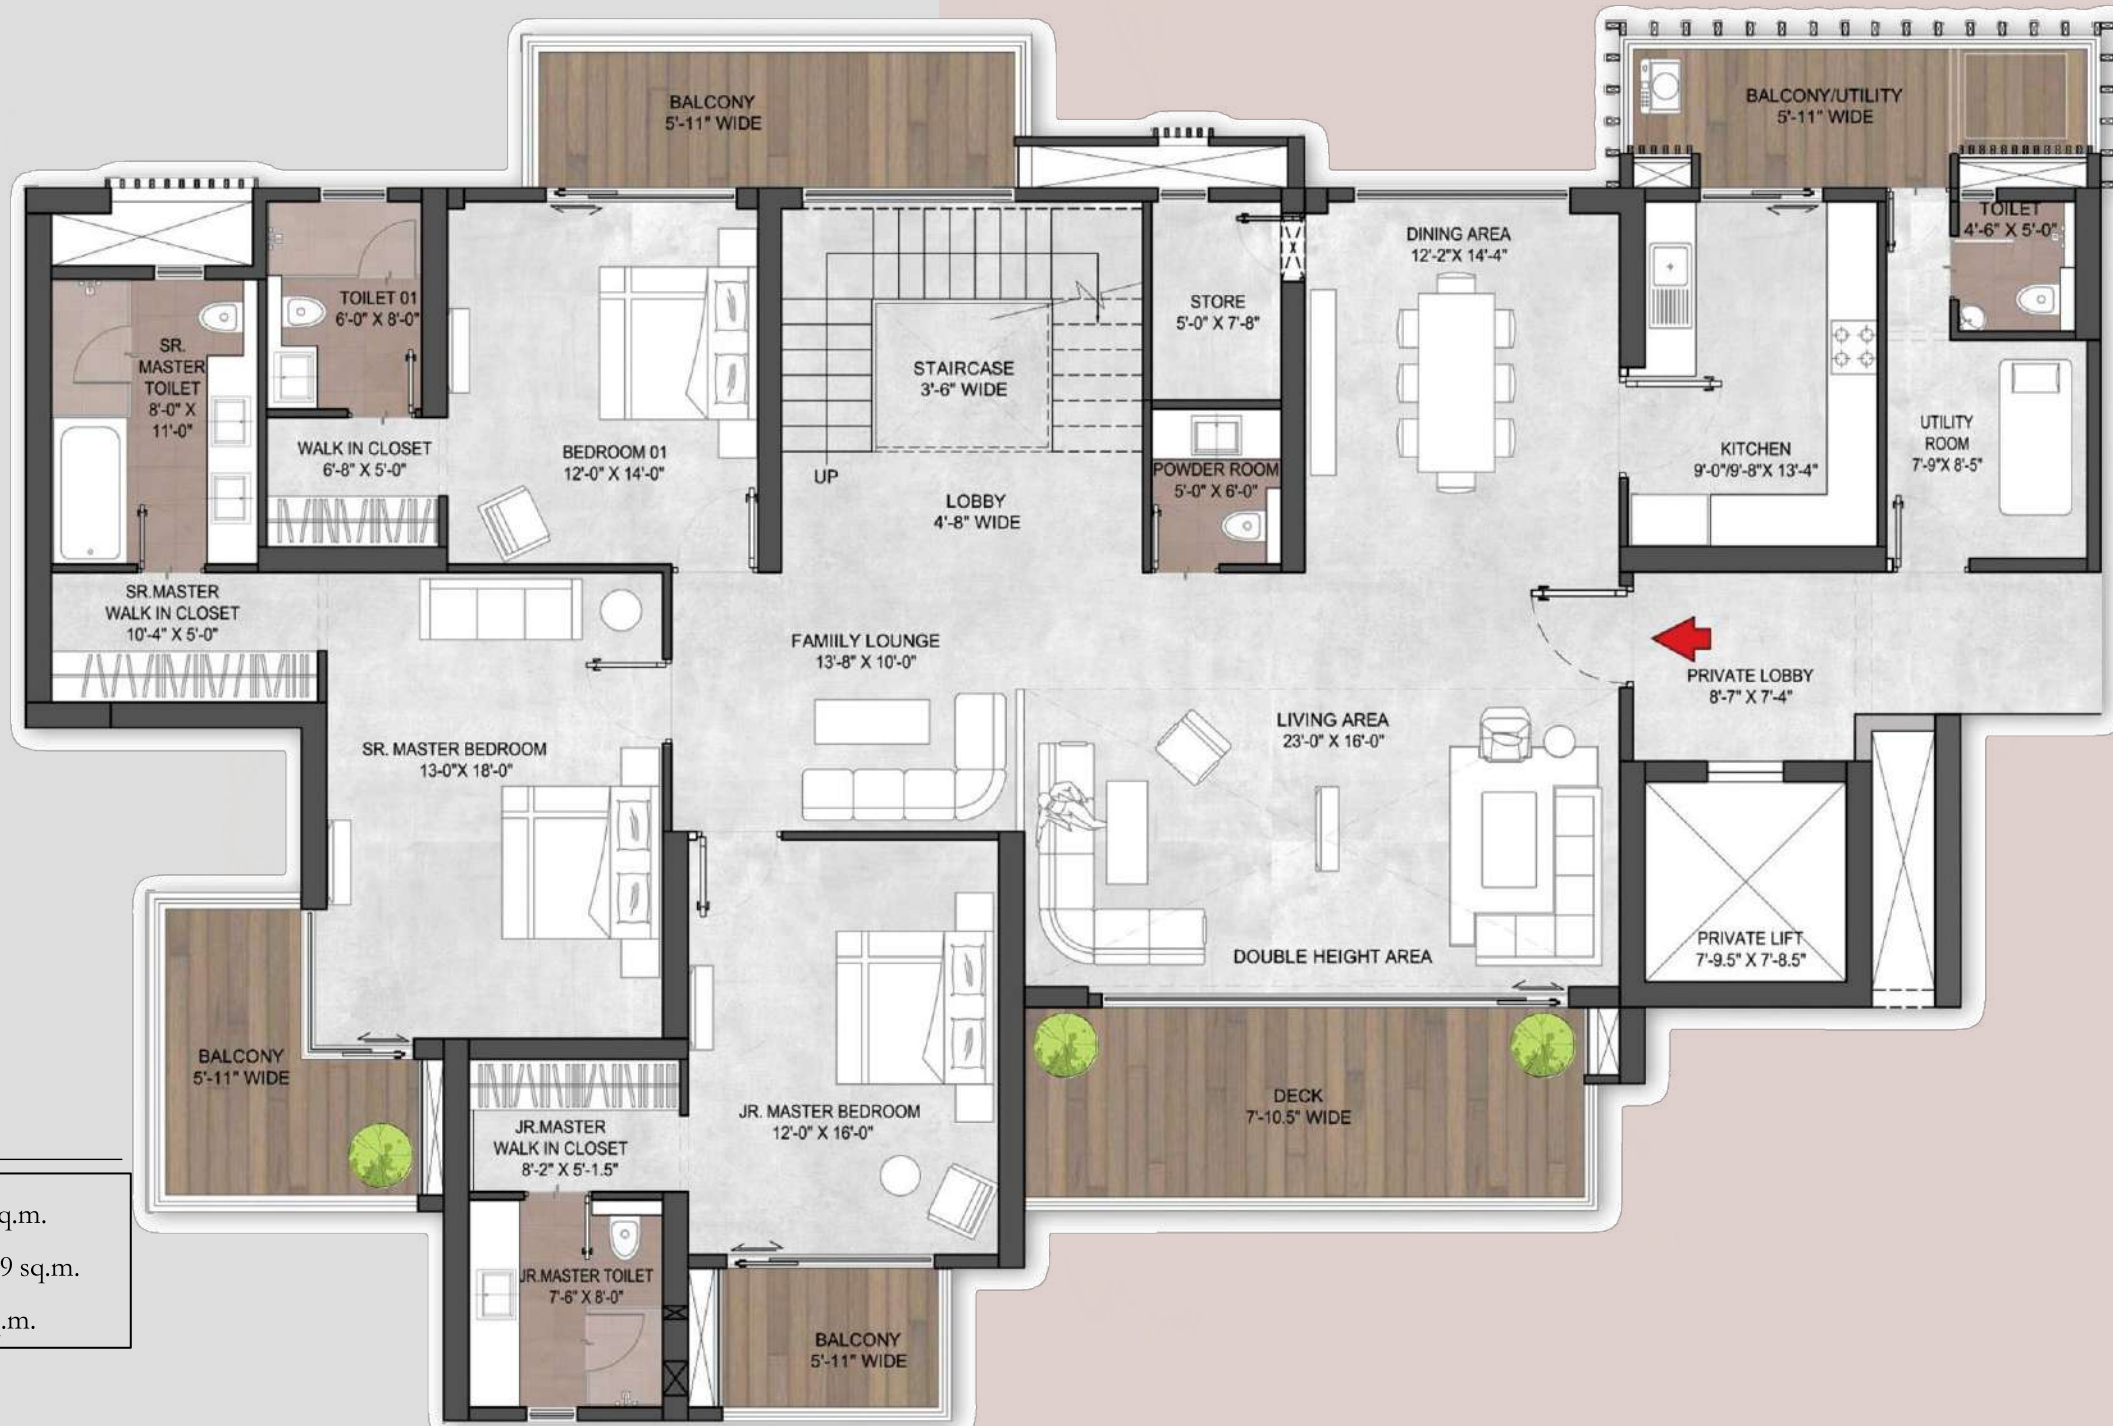 BALCONY
5'-11" WIDE
BALCONY/UTILITY
5'-11" WIDE
TOILET
4'-6" X 5'-0"
DINING AREA
12'-2"X 14'-4"
TOILET 01
6'-0" X 8'-0"
STORE
5'-0" X 7'-8"
SR.
MASTER
TOILET
8'-0" X
11'-0"
STAIRCASE
3'-6" WIDE
WALK IN CLOSET
6'-8" X 5'-0"
BEDROOM 01
12'-0" X 14'-0"
UP
LOBBY
4'-8" WIDE
POWDER ROOM
5'-0" X 6'-0"
KITCHEN
9'-0"/9'-8"X 13'-4"
UTILITY
ROOM
7'-9"X 8'-5"
SR.MASTER
WALK IN CLOSET
10'-4" X 5'-0"
FAMIILY LOUNGE
13'-8" X 10'-0"
PRIVATE LOBBY
8'-7" X 7'-4"
LIVING AREA
23'-0" X 16'-0"
SR. MASTER BEDROOM
13-0"X 18'-0"
DOUBLE HEIGHT AREA
PRIVATE LIFT
7'-9.5" X 7'-8.5"
BALCONY
5'-11" WIDE
DECK
7'-10.5" WIDE
JR. MASTER BEDROOM
12'-0" X 16'-0"
JR.MASTER
WALK IN CLOSET
8'-2" X 5'-1.5"
JR.MASTER TOILET
7'-6" X 8'-0"
BALCONY
5'-11" WIDE
q.m.
9 sq.m.
.m.